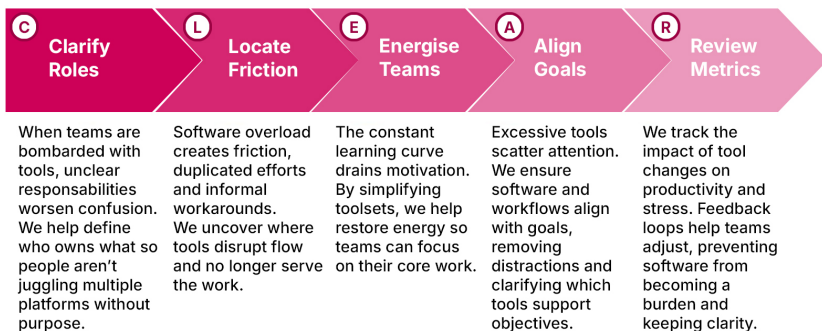 C
Clarify
Roles
L
Locate
Friction
E
Energise
Teams
A
Align
Goals
R
Review
Metrics
When teams are
bombarded with
tools, unclear
responsabilities
worsen confusion.
We help define
who owns what so
people aren't
juggling multiple
platforms without
purpose.
Software overload
creates friction,
duplicated efforts
and informal
workarounds.
We uncover where
tools disrupt flow
and no longer serve
the work.
The constant
learning curve
drains motivation.
By simplifying
toolsets, we help
restore energy so
teams can focus
on their core work.
Excessive tools
scatter attention.
We ensure
software and
workflows align
with goals,
removing
distractions and
clarifying which
tools support
objectives.
We track the
impact of tool
changes on
productivity and
stress. Feedback
loops help teams
adjust, preventing
software from
becoming a
burden and
keeping clarity.